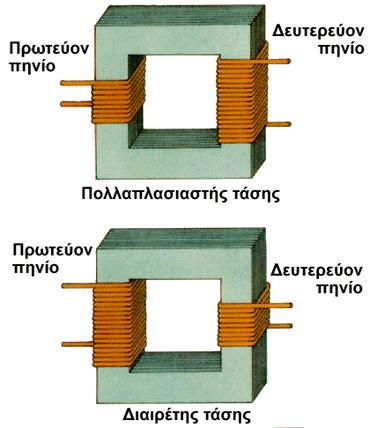 Πρωτεύον
πηνίο
Δευτερεύον
πηνίο
Πολλαπλασιαστής τάσης
Πρωτεύον
πηνίο
Δευτερεύον
πηνίο
Διαιρέτης τάσης